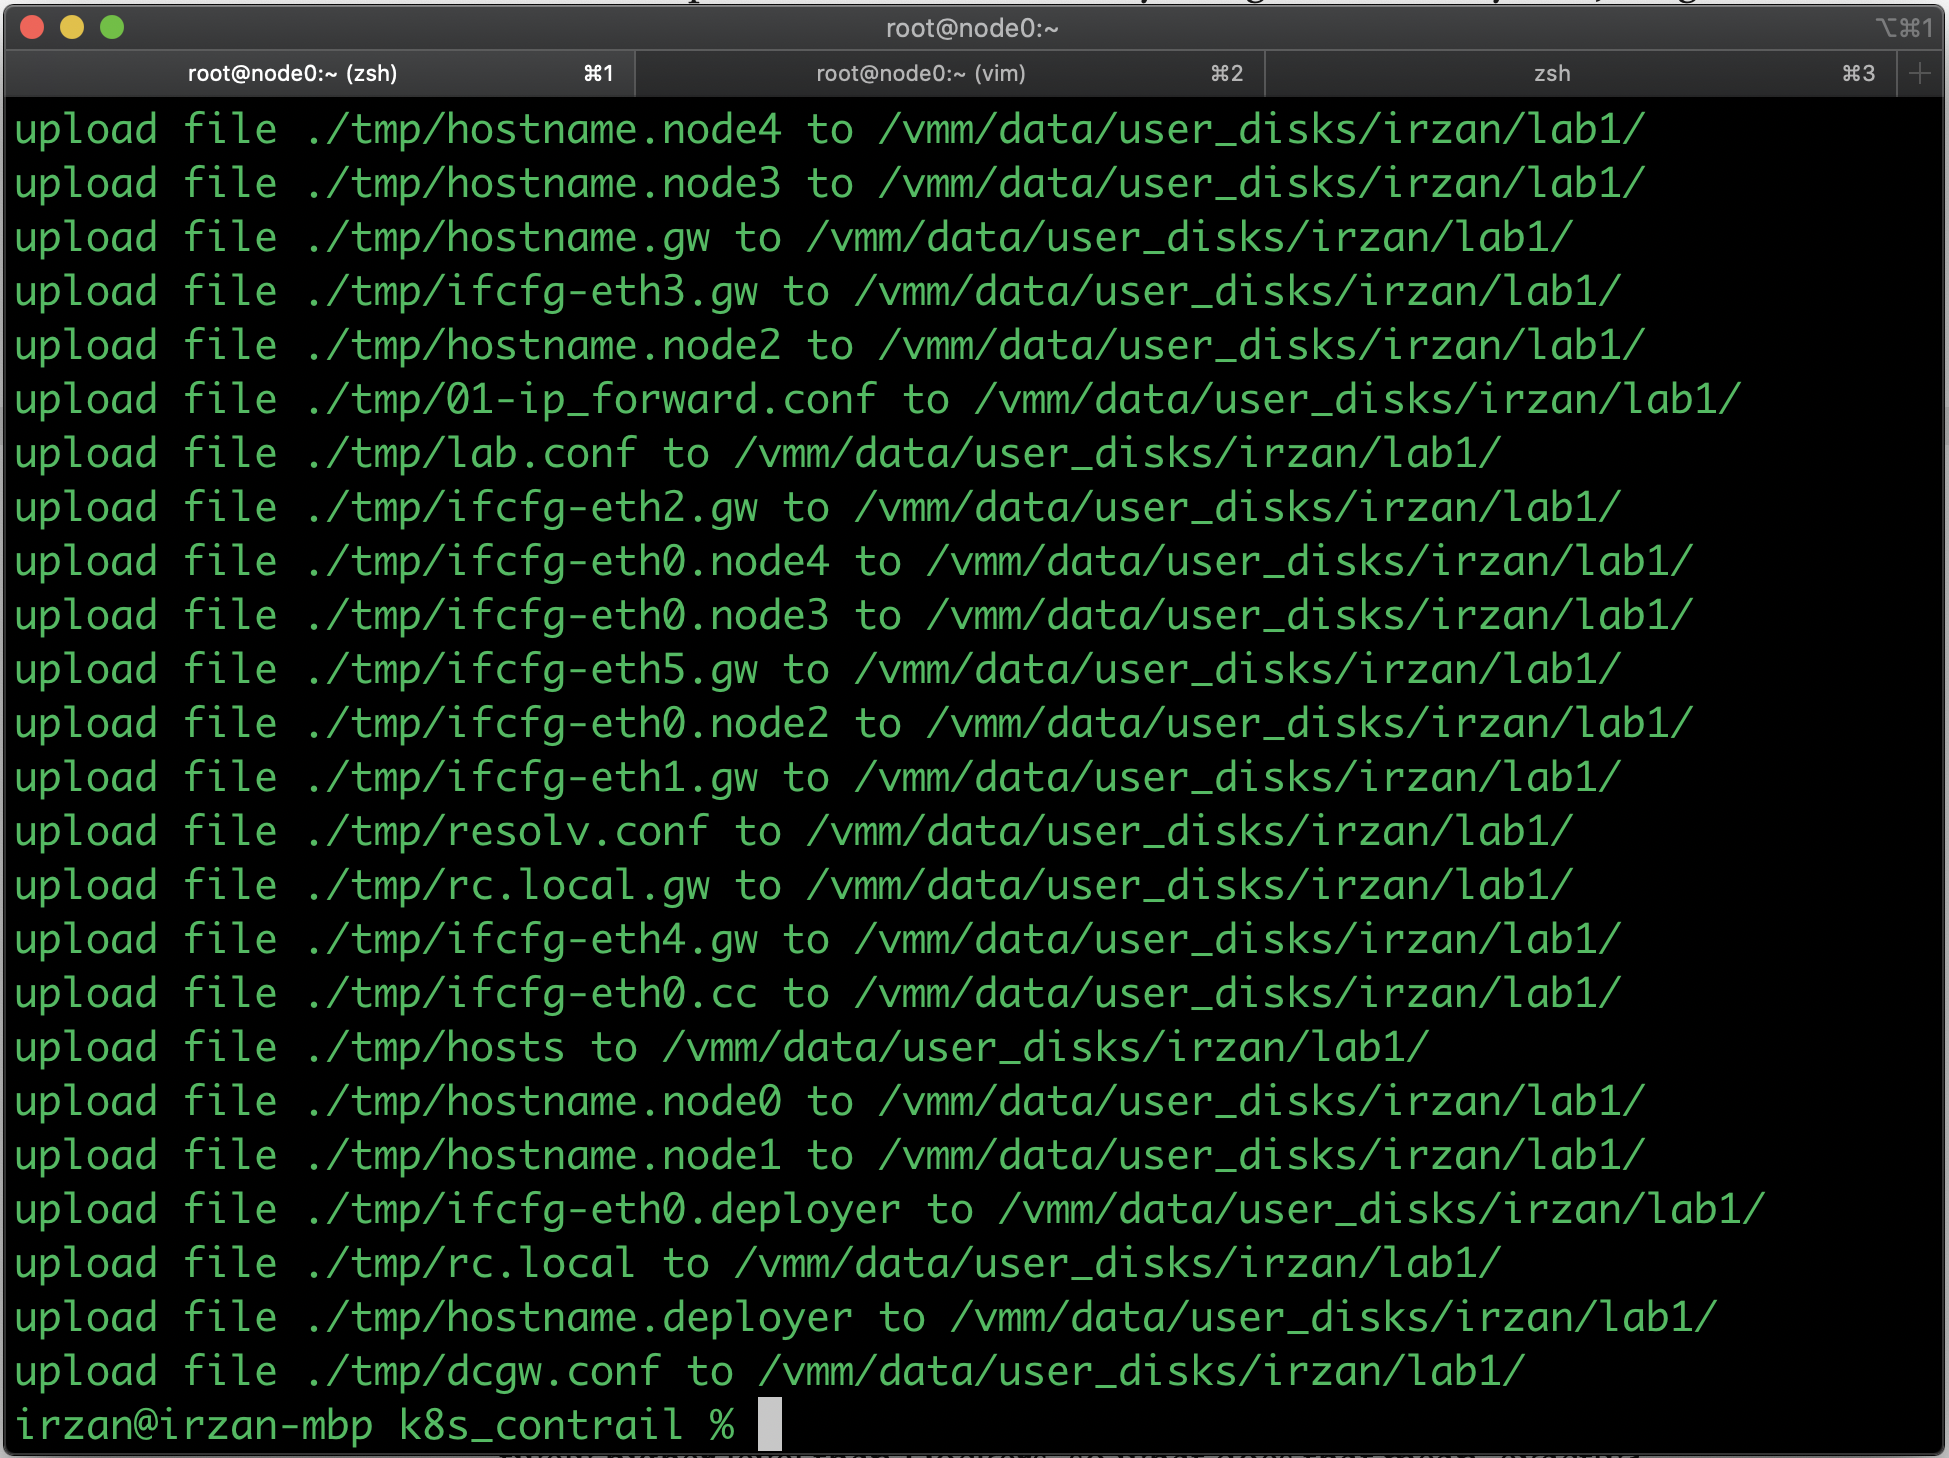 root@node0:~ ⌥⌘1
root@node0:~ (zsh) ⌘1 root@node0:~ (vim) ⌘2 zsh ⌘3
upload file ./tmp/hostname.node4 to /vmm/data/user_disks/irzan/lab1/
upload file ./tmp/hostname.node3 to /vmm/data/user_disks/irzan/lab1/
upload file ./tmp/hostname.gw to /vmm/data/user_disks/irzan/lab1/
upload file ./tmp/ifcfg-eth3.gw to /vmm/data/user_disks/irzan/lab1/
upload file ./tmp/hostname.node2 to /vmm/data/user_disks/irzan/lab1/
upload file ./tmp/01-ip_forward.conf to /vmm/data/user_disks/irzan/lab1/
upload file ./tmp/lab.conf to /vmm/data/user_disks/irzan/lab1/
upload file ./tmp/ifcfg-eth2.gw to /vmm/data/user_disks/irzan/lab1/
upload file ./tmp/ifcfg-eth0.node4 to /vmm/data/user_disks/irzan/lab1/
upload file ./tmp/ifcfg-eth0.node3 to /vmm/data/user_disks/irzan/lab1/
upload file ./tmp/ifcfg-eth5.gw to /vmm/data/user_disks/irzan/lab1/
upload file ./tmp/ifcfg-eth0.node2 to /vmm/data/user_disks/irzan/lab1/
upload file ./tmp/ifcfg-eth1.gw to /vmm/data/user_disks/irzan/lab1/
upload file ./tmp/resolv.conf to /vmm/data/user_disks/irzan/lab1/
upload file ./tmp/rc.local.gw to /vmm/data/user_disks/irzan/lab1/
upload file ./tmp/ifcfg-eth4.gw to /vmm/data/user_disks/irzan/lab1/
upload file ./tmp/ifcfg-eth0.cc to /vmm/data/user_disks/irzan/lab1/
upload file ./tmp/hosts to /vmm/data/user_disks/irzan/lab1/
upload file ./tmp/hostname.node0 to /vmm/data/user_disks/irzan/lab1/
upload file ./tmp/hostname.node1 to /vmm/data/user_disks/irzan/lab1/
upload file ./tmp/ifcfg-eth0.deployer to /vmm/data/user_disks/irzan/lab1/
upload file ./tmp/rc.local to /vmm/data/user_disks/irzan/lab1/
upload file ./tmp/hostname.deployer to /vmm/data/user_disks/irzan/lab1/
upload file ./tmp/dcgw.conf to /vmm/data/user_disks/irzan/lab1/
irzan@irzan-mbp k8s_contrail %